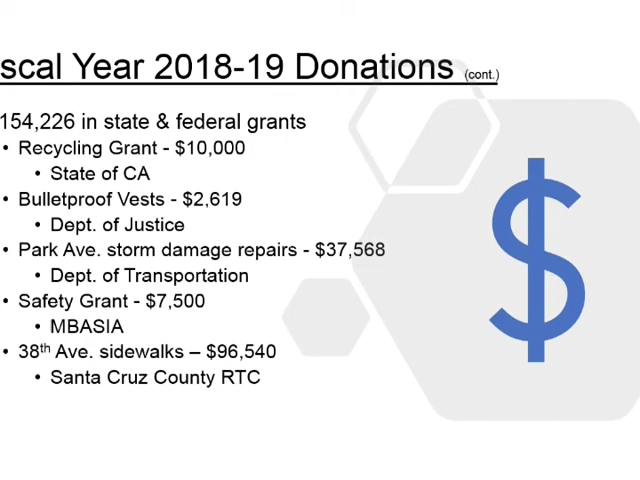 scal Year 2018-19 Donations (cont.)
154,226 in state & federal grants
• Recycling Grant - $10,000
• State of CA
• Bulletproof Vests - $2,619
• Dept. of Justice
• Park Ave. storm damage repairs - $37,568
• Dept. of Transportation
• Safety Grant - $7,500
• MBASIA
• 38th Ave. sidewalks – $96,540
• Santa Cruz County RTC
$